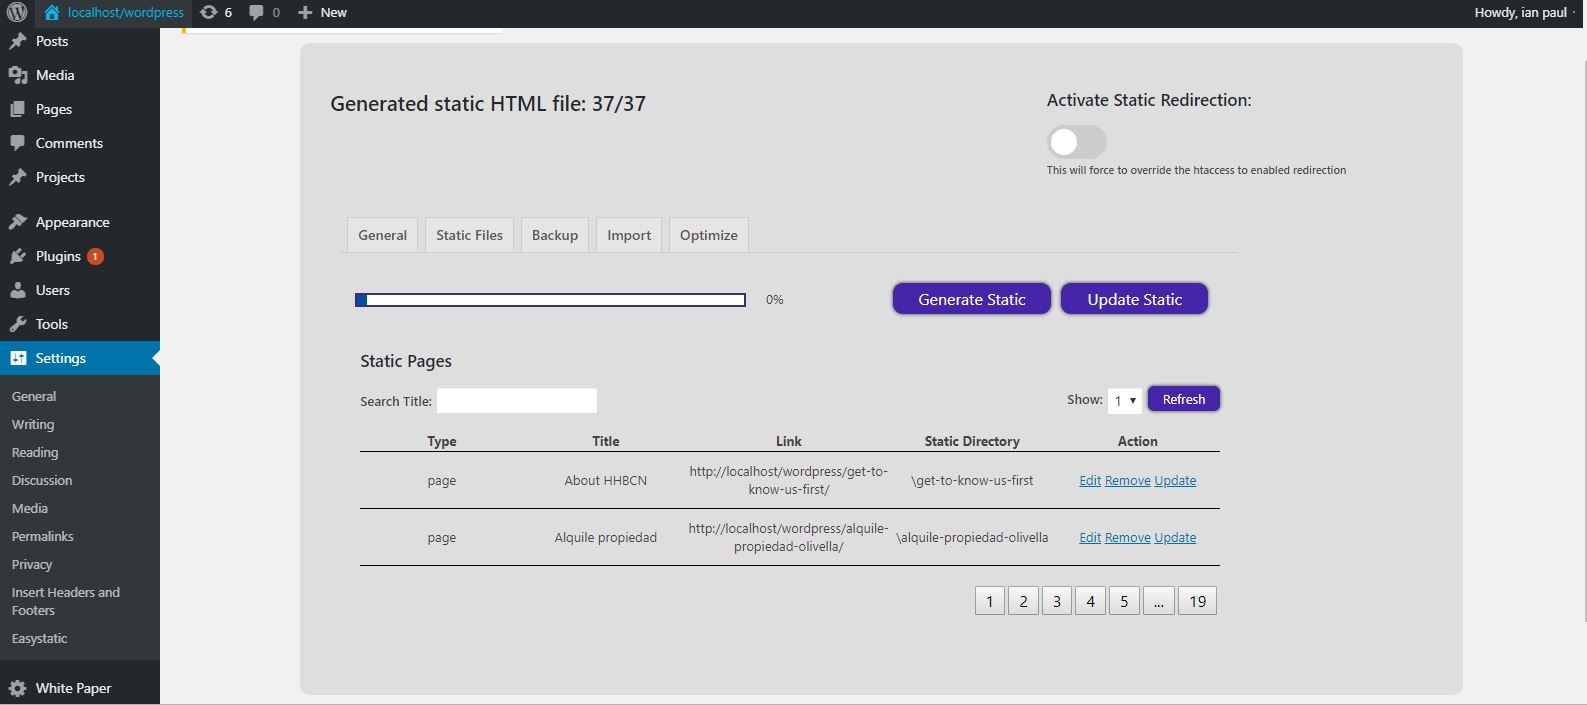 localhost/wordpress 6 0 New Howdy, ian paul
Posts
Media
Pages
Comments
Projects
Appearance
Plugins 1
Users
Tools
Settings
General
Writing
Reading
Discussion
Media
Permalinks
Privacy
Insert Headers and
Footers
Easystatic
White Paper
Generated static HTML file: 37/37
Activate Static Redirection:
This will force to override the htaccess to enabled redirection
General Static Files Backup Import Optimize
0% Generate Static Update Static
Static Pages
Search Title: Show: 1 Refresh
Type Title Link Static Directory Action
page About HHBCN http://localhost/wordpress/get-to-
know-us-first/ \get-to-know-us-first Edit Remove Update
page Alquile propiedad http://localhost/wordpress/alquile-
propiedad-olivella/ \alquile-propiedad-olivella Edit Remove Update
1 2 3 4 5 ... 19